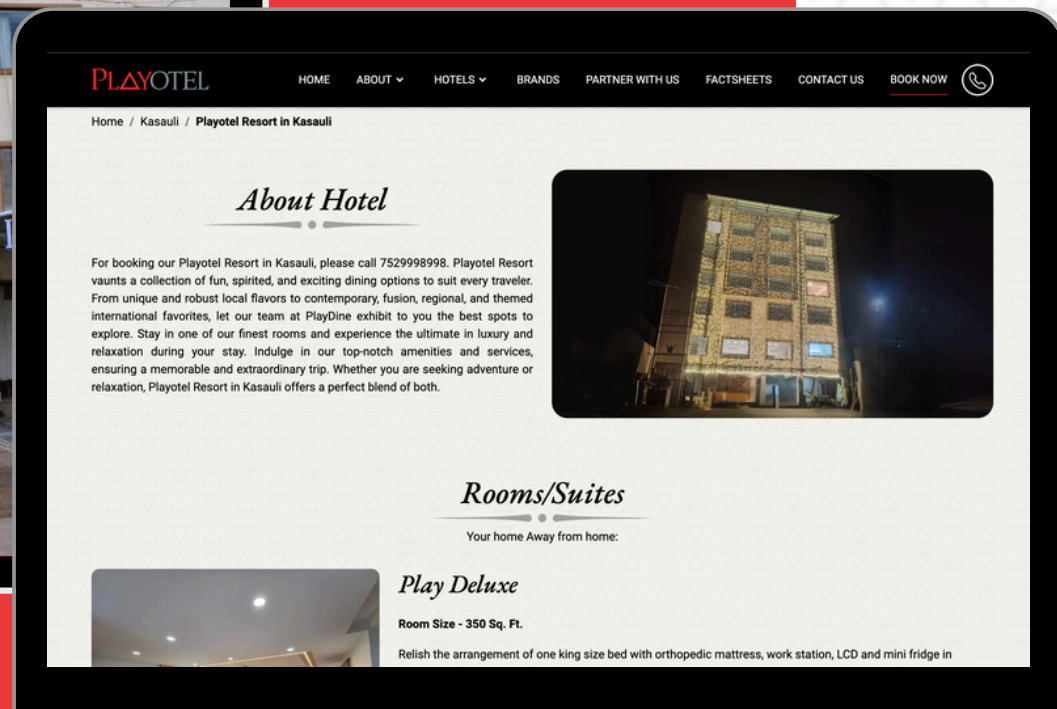 PLAYOTEL
HOME ABOUT HOTELS BRANDS PARTNER WITH US FACTSHEETS CONTACT US BOOK NOW
Home / Kasauli / Playotel Resort in Kasauli
About Hotel
For booking our Playotel Resort in Kasauli, please call 7529998998. Playotel Resort
vaunts a collection of fun, spirited, and exciting dining options to suit every traveler.
From unique and robust local flavors to contemporary, fusion, regional, and themed
international favorites, let our team at PlayDine exhibit to you the best spots to
explore. Stay in one of our finest rooms and experience the ultimate in luxury and
relaxation during your stay. Indulge in our top-notch amenities and services,
ensuring a memorable and extraordinary trip. Whether you are seeking adventure or
relaxation, Playotel Resort in Kasauli offers a perfect blend of both.
Rooms/Suites
Your home Away from home:
Play Deluxe
Room Size - 350 Sq. Ft.
Relish the arrangement of one king size bed with orthopedic mattress, work station, LCD and mini fridge in